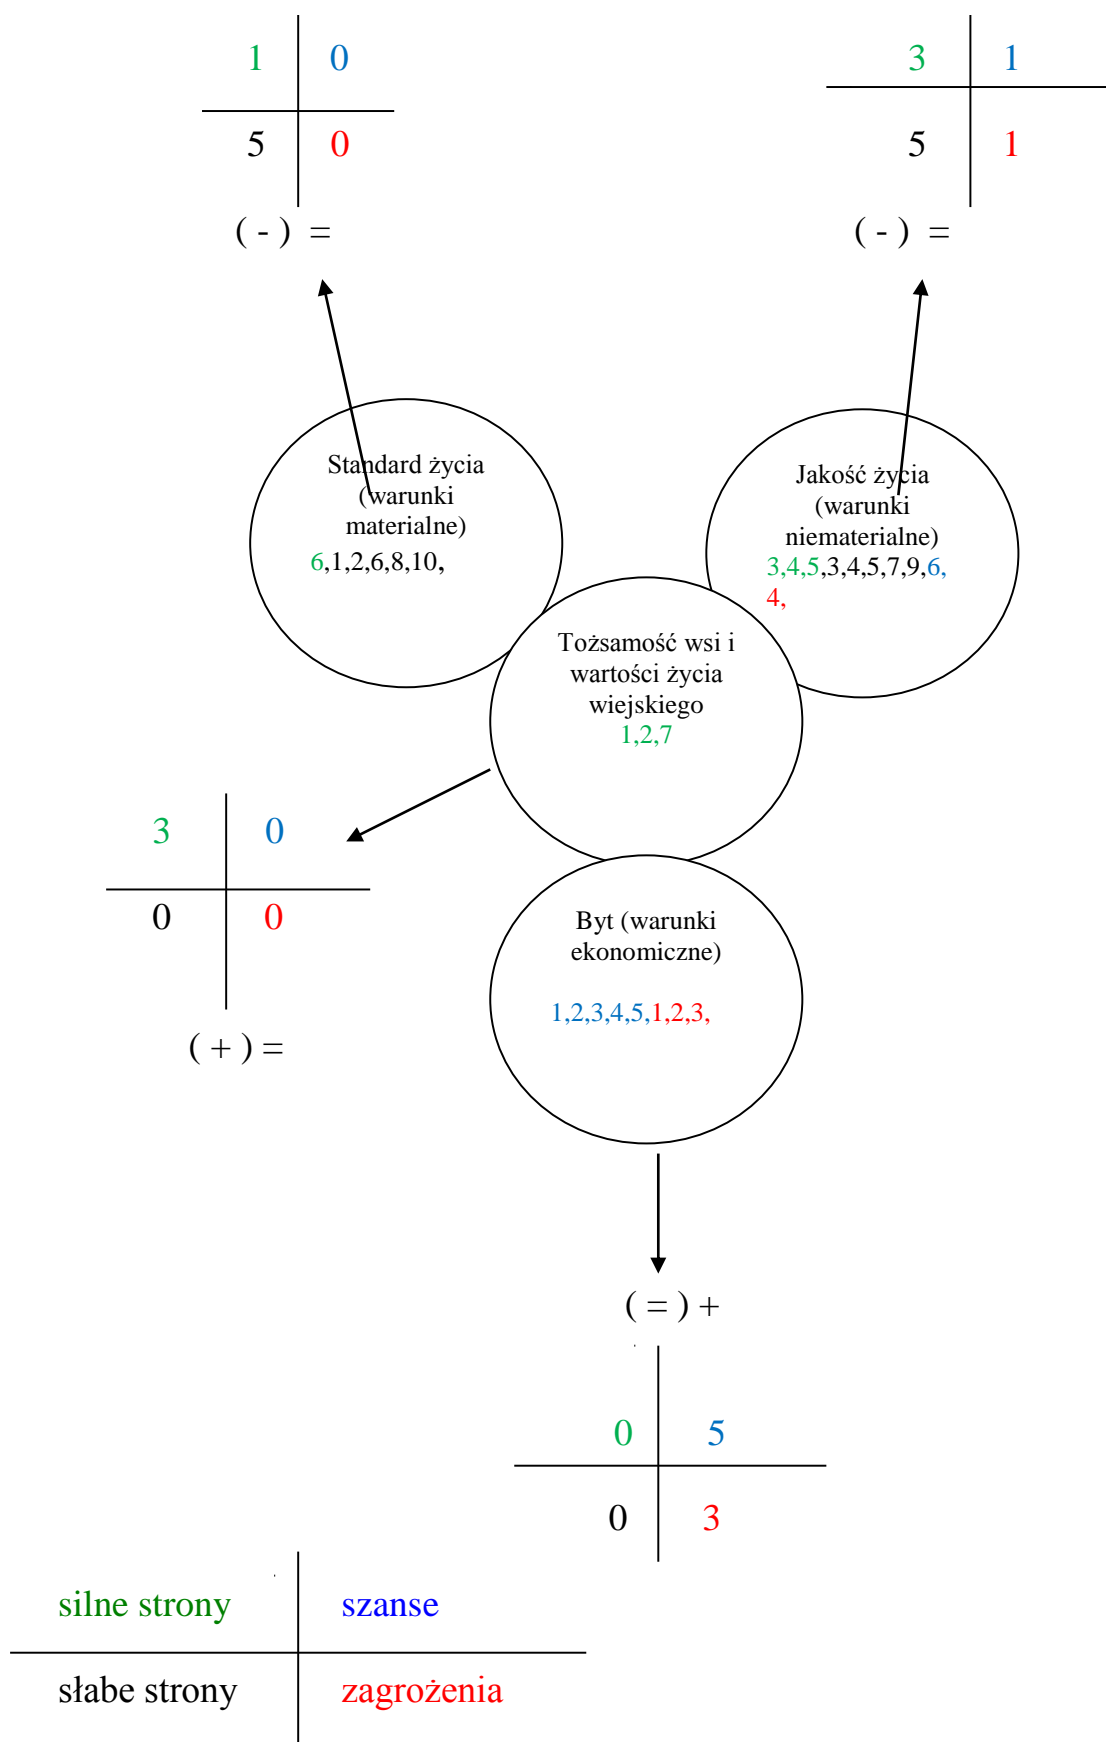 1 0
5 0
( - ) =
3 1
5 1
( - ) =
Standard życia
(warunki
materialne)
6,1,2,6,8,10,
Jakość życia
(warunki
niematerialne)
3,4,5,3,4,5,7,9,6,
4,
Tożsamość wsi i
wartości życia
wiejskiego
1,2,7
3 0
0 0
( + ) =
Byt (warunki
ekonomiczne)
1,2,3,4,5,1,2,3,
( = ) +
0 5
0 3
silne strony szanse
słabe strony zagrożenia